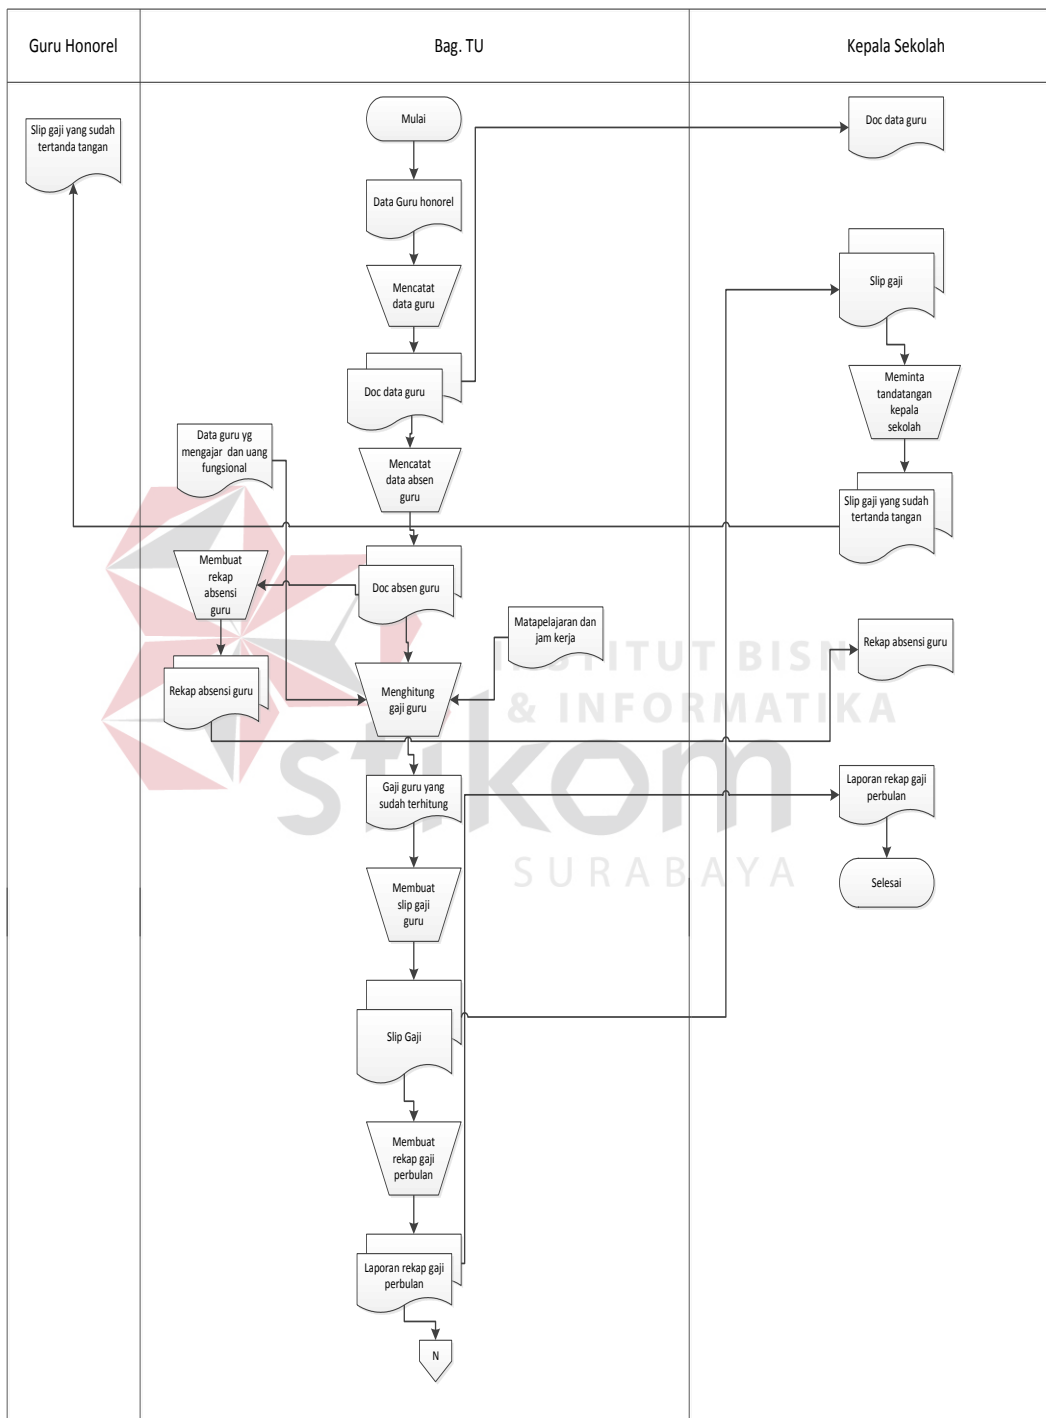 Guru Honorel
Bag. TU
Kepala Sekolah
Slip gaji yang sudah
tertanda tangan
Mulai
Doc data guru
Data Guru honorel
Mencatat
data guru
Slip gaji
Doc data guru
Meminta
tandatangan
kepala
sekolah
Data guru yg
mengajar dan uang
fungsional
Mencatat
data absen
guru
Slip gaji yang sudah
tertanda tangan
Membuat
rekap
absensi
guru
Doc absen guru
Matapelajaran dan
jam kerja
Rekap absensi guru
INSTITUT BISN
& INFORMATIKA
stikom
SURABAYA
Rekap absensi guru
Menghitung
gaji guru
Gaji guru yang
sudah terhitung
Laporan rekap gaji
perbulan
Membuat
slip gaji
guru
Selesai
Slip Gaji
Membuat
rekap gaji
perbulan
Laporan rekap gaji
perbulan
N